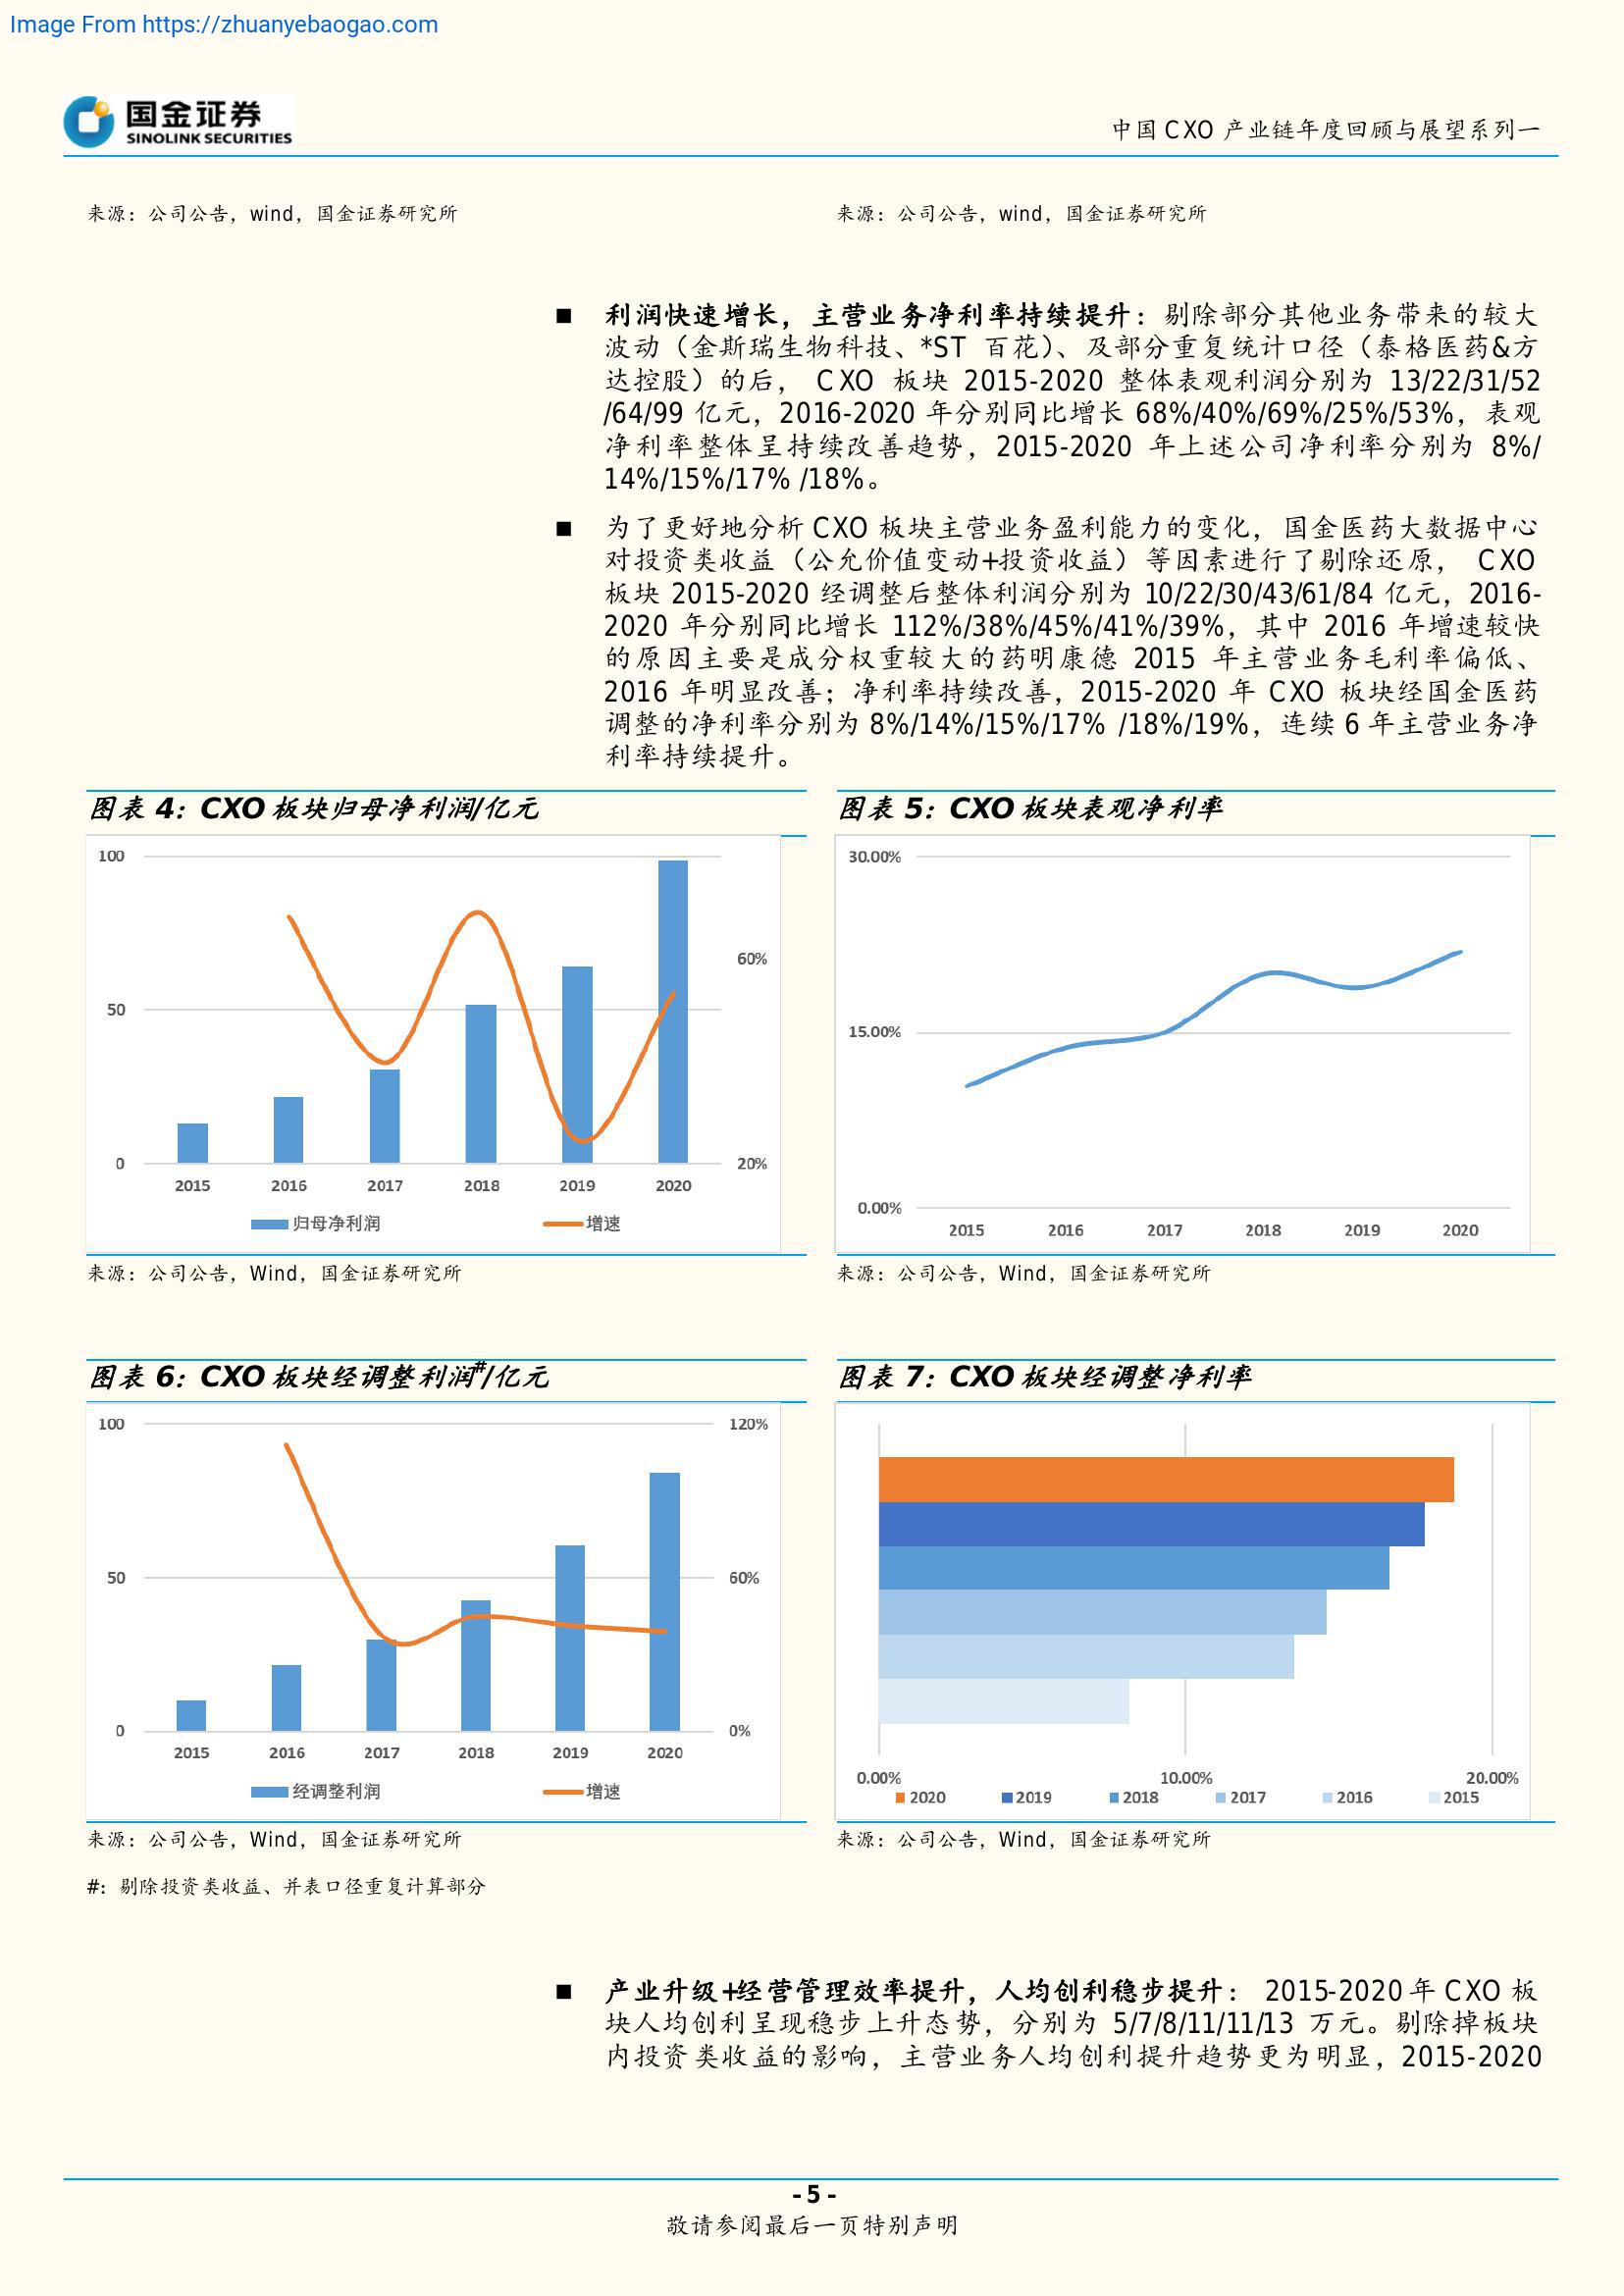 Image From https://zhuanyebaogao.com
国金证券
SINOLINK SECURITIES
中国 CXO 产业链年度回顾与展望系列一
来源：公司公告，wind，国金证券研究所
来源：公司公告，wind，国金证券研究所
■ 利润快速增长，主营业务净利率持续提升：剔除部分其他业务带来的较大
波动（金斯瑞生物科技、*ST 百花）、及部分重复统计口径（泰格医药&方
达控股）的后， CXO 板块 2015-2020 整体表观利润分别为 13/22/31/52
/64/99 亿元，2016-2020 年分别同比增长 68%/40%/69%/25%/53%，表观
净利率整体呈持续改善趋势，2015-2020 年上述公司净利率分别为 8%/
14%/15%/17% /18%。
■ 为了更好地分析 CXO 板块主营业务盈利能力的变化，国金医药大数据中心
对投资类收益（公允价值变动+投资收益）等因素进行了剔除还原， CXO
板块 2015-2020 经调整后整体利润分别为 10/22/30/43/61/84 亿元，2016-
2020 年分别同比增长 112%/38%/45%/41%/39%，其中 2016 年增速较快
的原因主要是成分权重较大的药明康德 2015 年主营业务毛利率偏低、
2016 年明显改善；净利率持续改善，2015-2020 年 CXO 板块经国金医药
调整的净利率分别为 8%/14%/15%/17% /18%/19%，连续 6 年主营业务净
利率持续提升。
图表 4：CXO 板块归母净利润/亿元
100
50
0
60%
20%
2015 2016 2017 2018 2019 2020
归母净利润 增速
来源：公司公告，Wind，国金证券研究所
图表 5：CXO 板块表观净利率
30.00%
15.00%
0.00%
2015 2016 2017 2018 2019 2020
来源：公司公告，Wind，国金证券研究所
图表 6：CXO 板块经调整利润#/亿元
100
50
0
120%
60%
0%
2015 2016 2017 2018 2019 2020
经调整利润 增速
来源：公司公告，Wind，国金证券研究所
#：剔除投资类收益、并表口径重复计算部分
图表 7：CXO 板块经调整净利率
0.00% 10.00% 20.00%
2020 2019 2018 2017 2016 2015
来源：公司公告，Wind，国金证券研究所
■ 产业升级+经营管理效率提升，人均创利稳步提升： 2015-2020 年 CXO 板
块人均创利呈现稳步上升态势，分别为 5/7/8/11/11/13 万元。剔除掉板块
内投资类收益的影响，主营业务人均创利提升趋势更为明显，2015-2020
- 5 -
敬请参阅最后一页特别声明